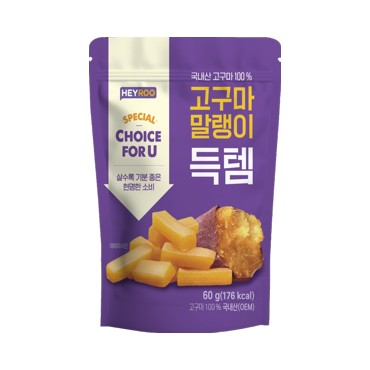 HEYROO
SPECIAL
CHOICE
FOR U
살수록 기분 좋은
현명한 소비
국내산 고구마 100 %
고구마
말랭이
득템
60 g(176 kcal)
고구마 100 % 국내산(OEM)